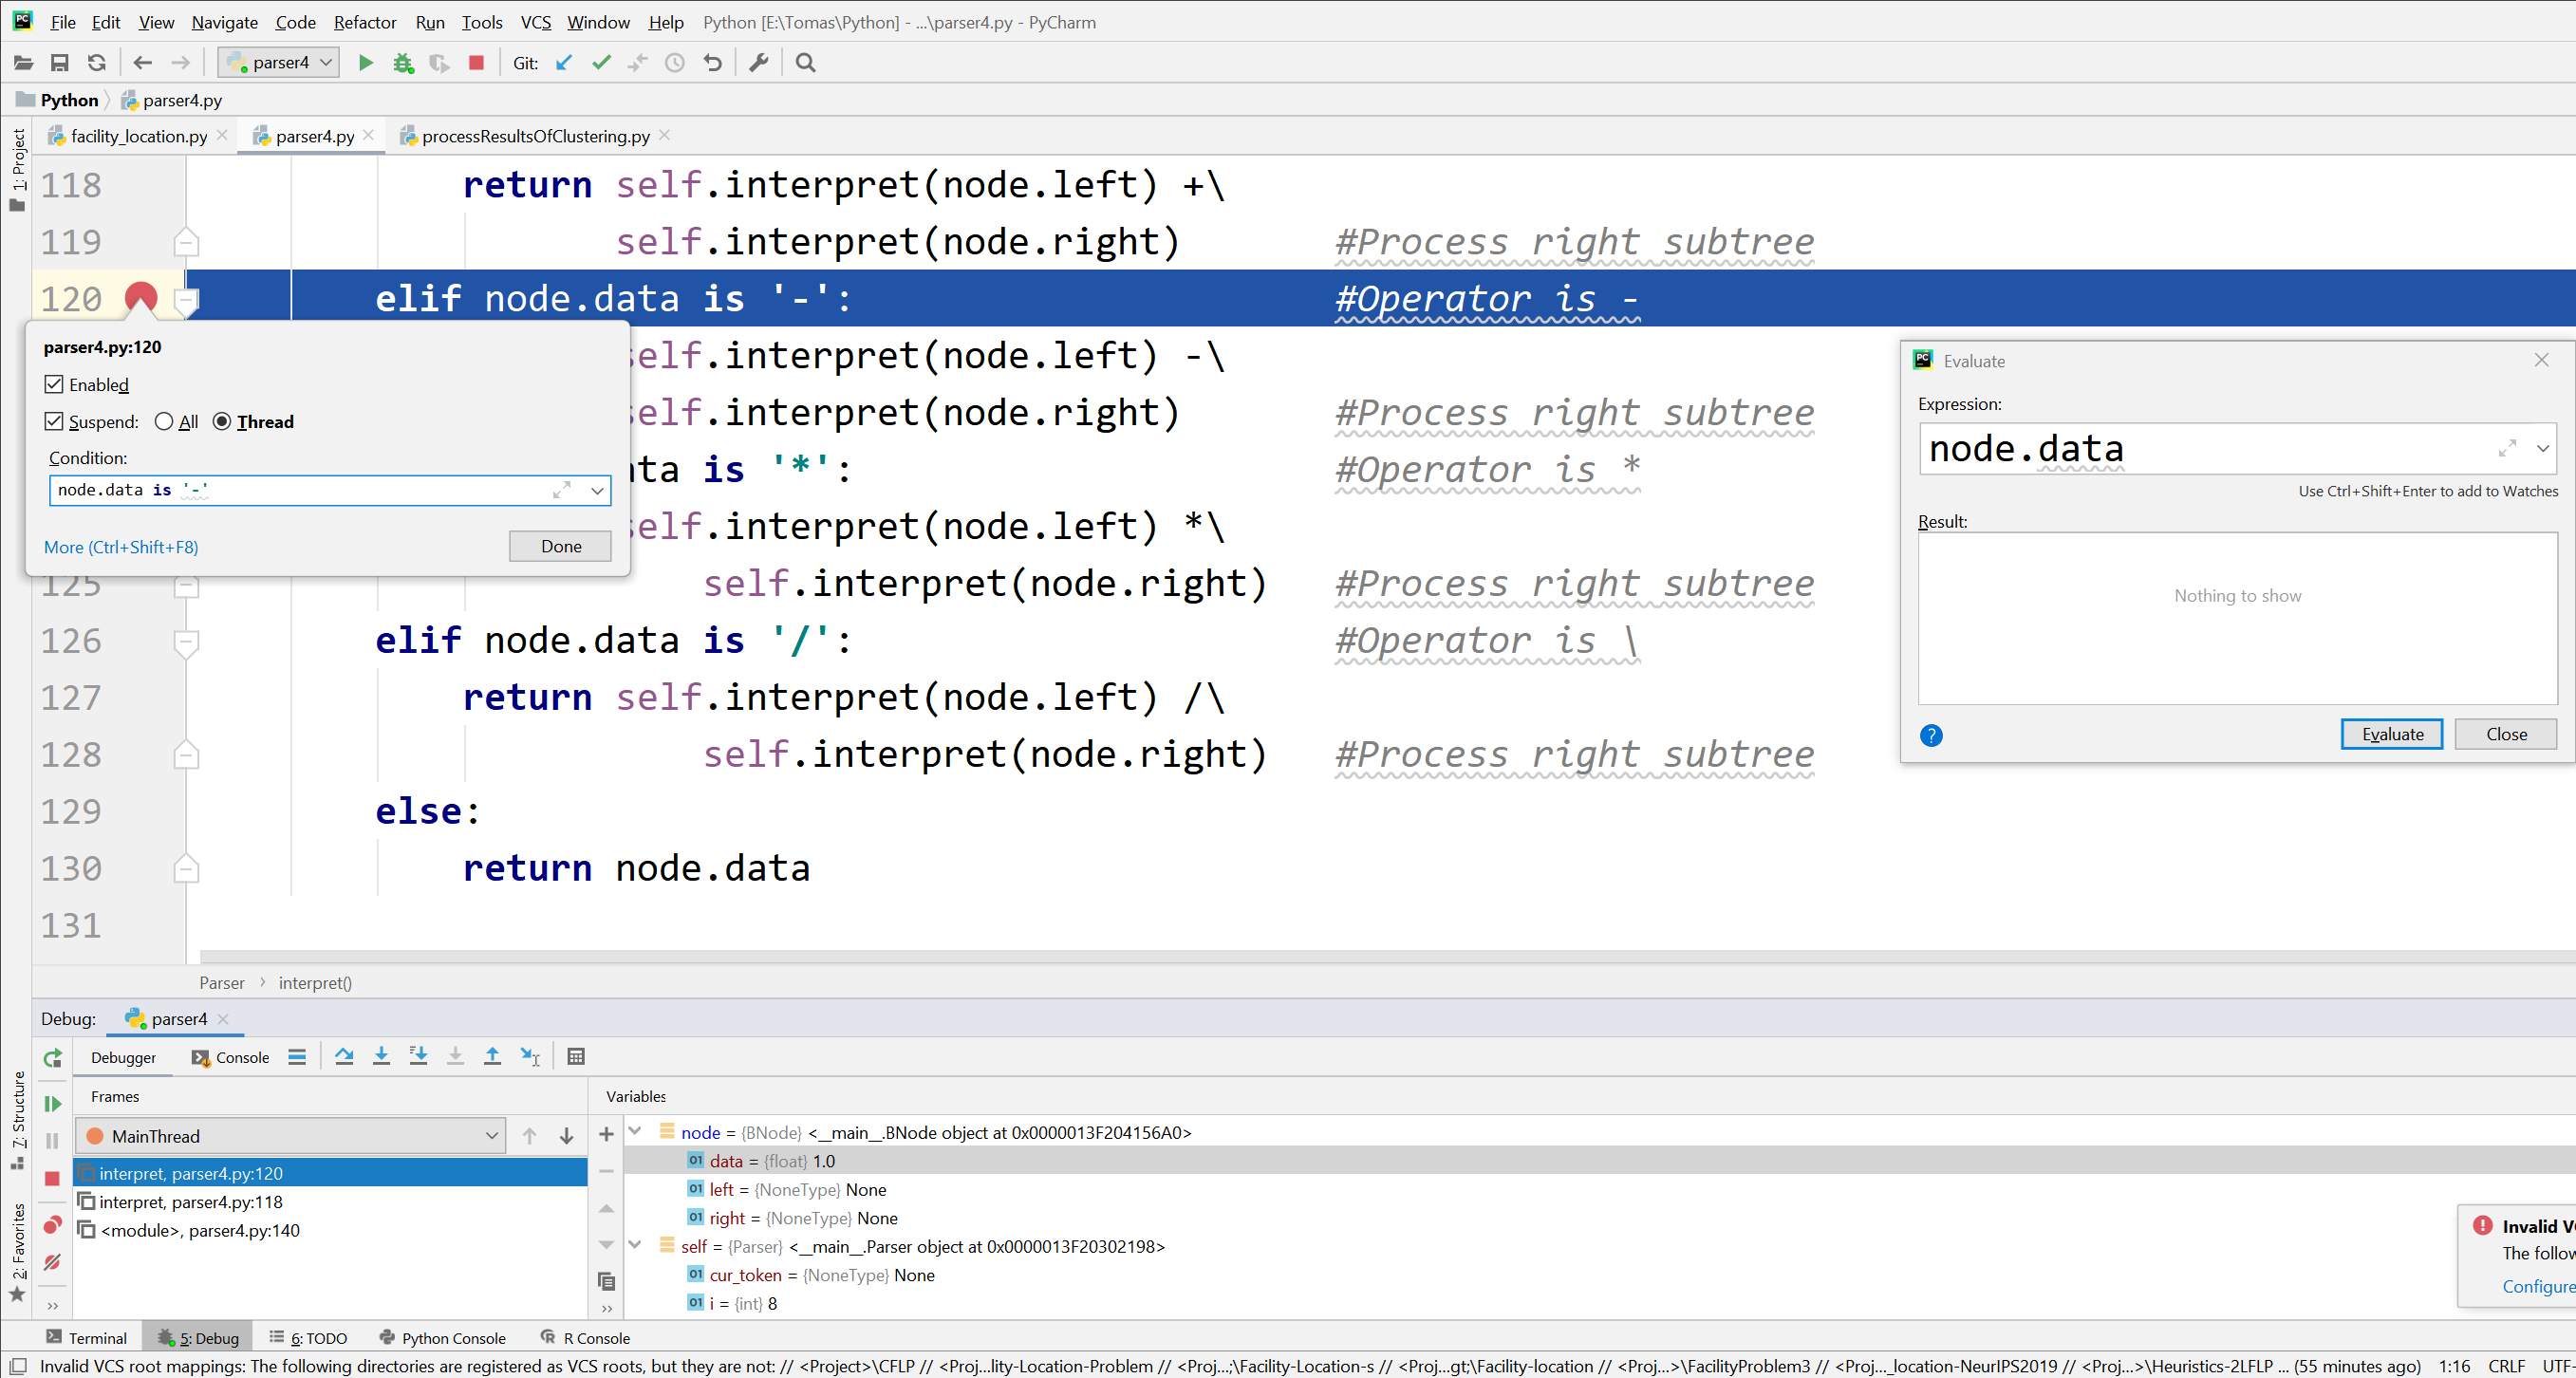 File Edit View Navigate Code Refactor Run Tools VCS Window Help Python [E:\Tomas\Python] - ...\parser4.py - PyCharm
parser4 Git:
Python parser4.py
facility_location.py parser4.py processResultsOfClustering.py
1: Project
118 return self.interpret(node.left) +\
119 self.interpret(node.right) #Process right subtree
120 elif node.data is '-': #Operator is -
self.interpret(node.left) -\
self.interpret(node.right) #Process right subtree
ta is '*': #Operator is *
self.interpret(node.left) *\
125 self.interpret(node.right) #Process right subtree
126 elif node.data is '/': #Operator is \
127 return self.interpret(node.left) /\
128 self.interpret(node.right) #Process right subtree
129 else:
130 return node.data
131
parser4.py:120
Enabled
Suspend: All Thread
Condition:
node.data is '-'
More (Ctrl+Shift+F8) Done
Evaluate
Expression:
node.data
Use Ctrl+Shift+Enter to add to Watches
Result:
Nothing to show
Evaluate Close
Parser interpret()
Debug: parser4
Debugger Console
7: Structure
2: Favorites
Frames
MainThread
interpret, parser4.py:120
interpret, parser4.py:118
<module>, parser4.py:140
Variables
node = {BNode} <__main__.BNode object at 0x0000013F204156A0>
data = {float} 1.0
left = {NoneType} None
right = {NoneType} None
self = {Parser} <__main__.Parser object at 0x0000013F20302198>
cur_token = {NoneType} None
i = {int} 8
Invalid V
The follow
Configure
Terminal 5: Debug 6: TODO Python Console R Console
Invalid VCS root mappings: The following directories are registered as VCS roots, but they are not: // <Project>\CFLP // <Proj...lity-Location-Problem // <Proj...;\Facility-Location-s // <Proj...gt;\Facility-location // <Proj...>\FacilityProblem3 // <Proj..._location-NeurIPS2019 // <Proj...>\Heuristics-2LFLP ... (55 minutes ago) 1:16 CRLF UTF-